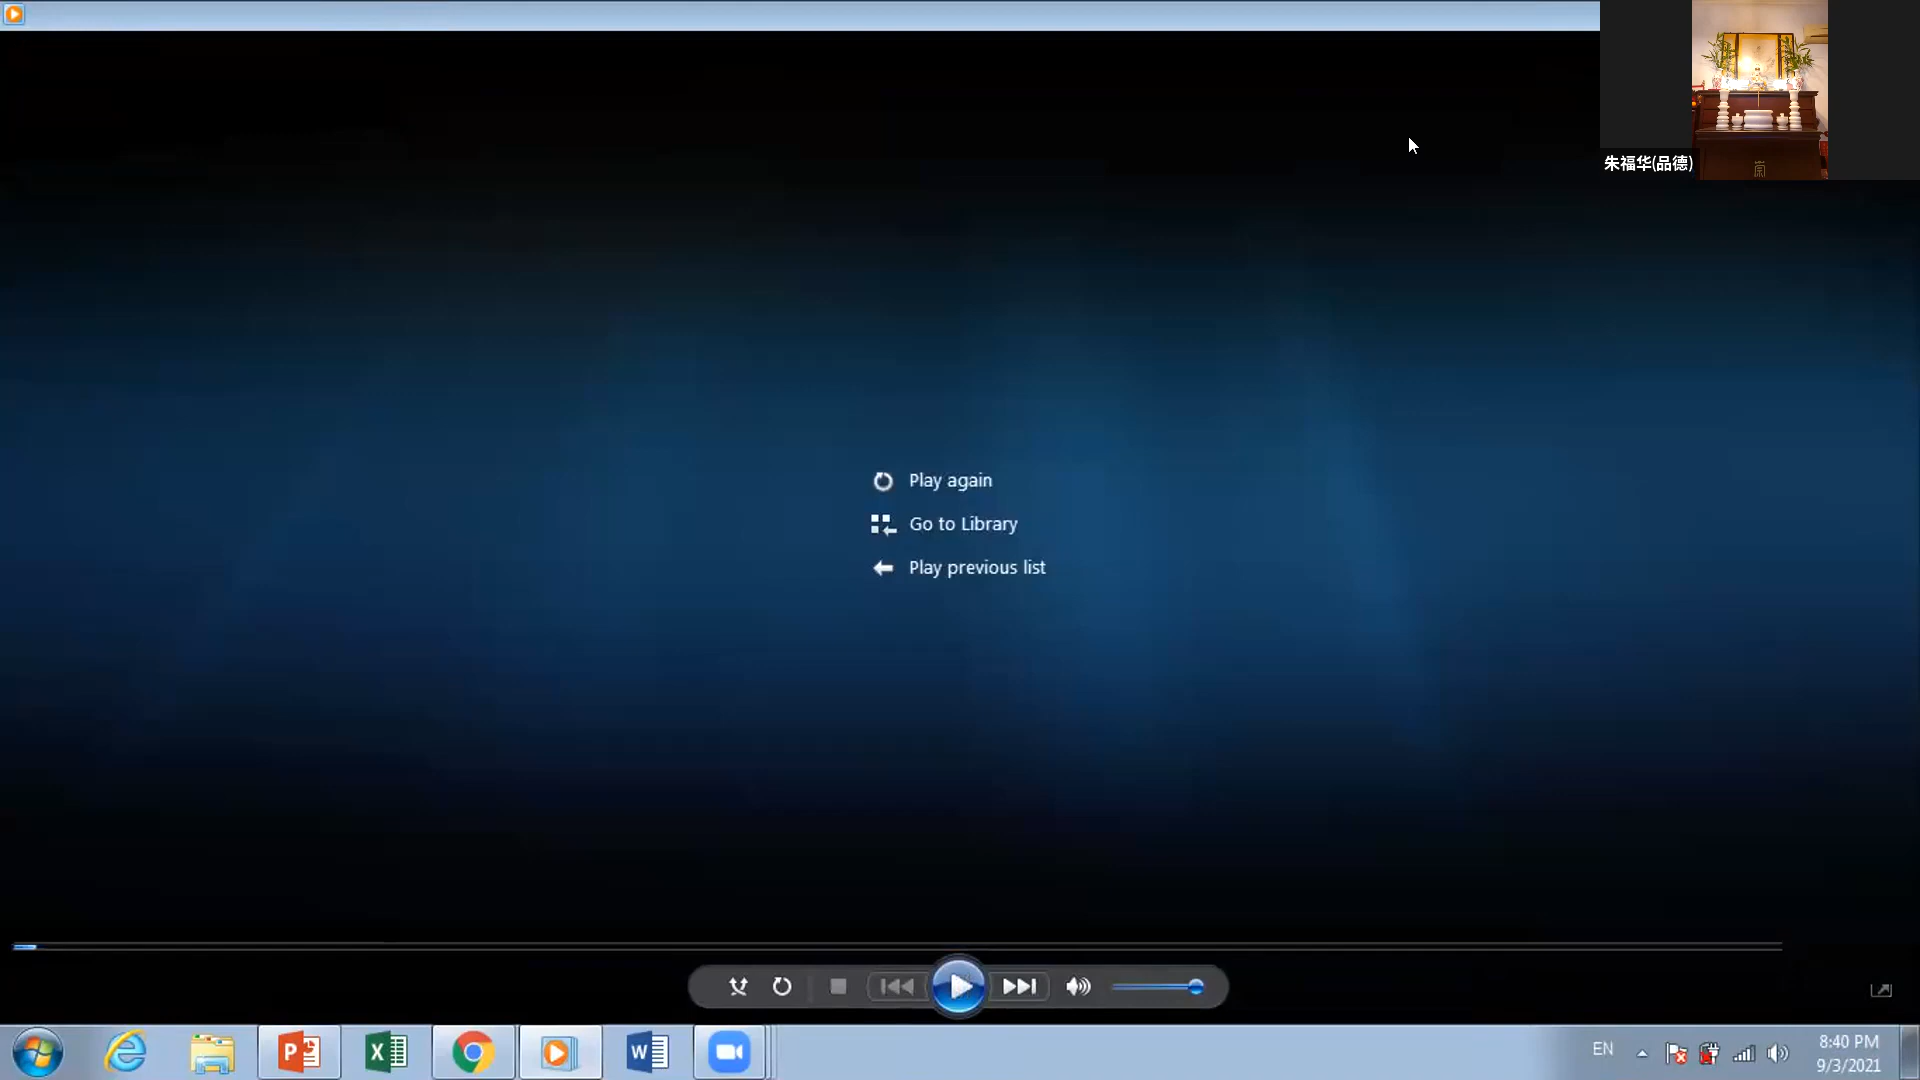 朱福华(品德)
Play again
Go to Library
Play previous list
EN
8:40 PM
9/3/2021